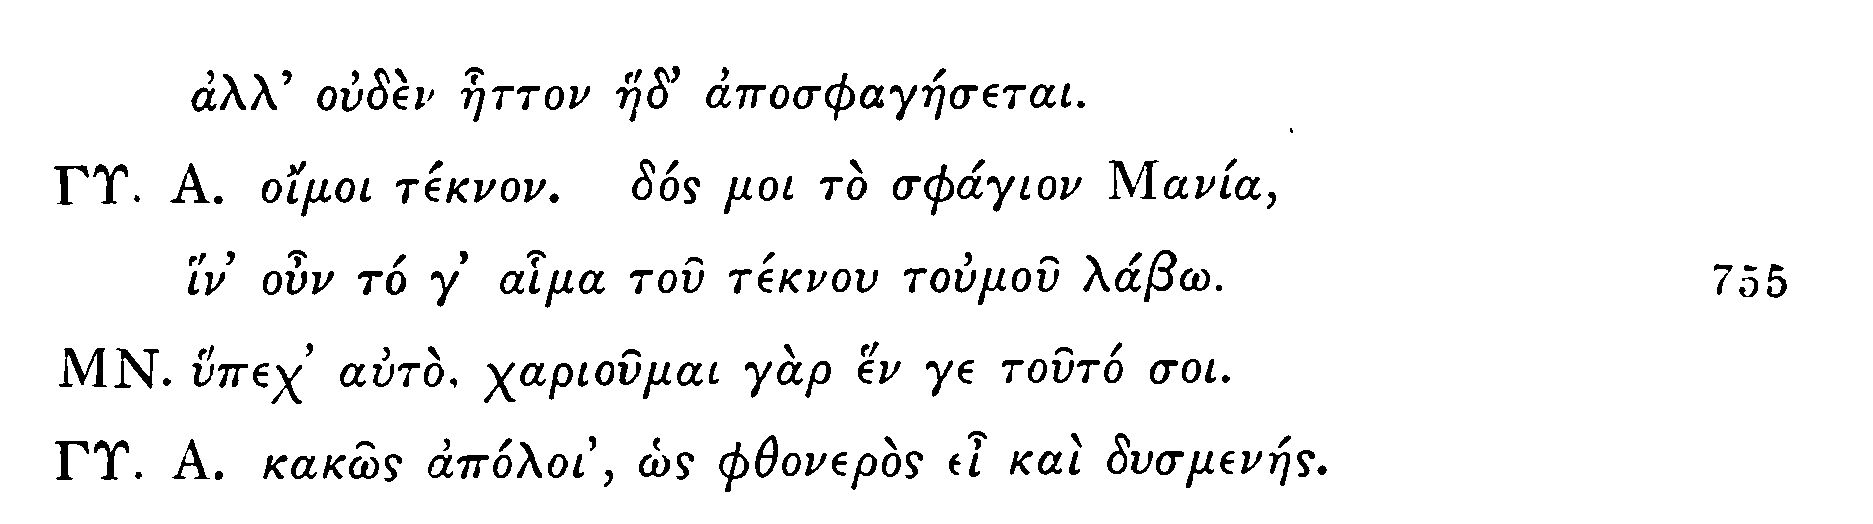 ἀλλ’ οὐδὲν ἧττον ἥδ’ ἀποσφαγήσεται.
ΓΥ. Α. οἴμοι τέκνον. δός μοι τὸ σφάγιον Μανία,
ἵν’ οὖν τό γ’ αἷμα τοῦ τέκνου τοὐμοῦ λάβω. 755
ΜΝ. ὕπεχ’ αὐτό, χαριοῦμαι γὰρ ἕν γε τοῦτό σοι.
ΓΥ. Α. κακῶς ἀπόλοι’, ὡς φθονερὸς εἶ καὶ δυσμενής.